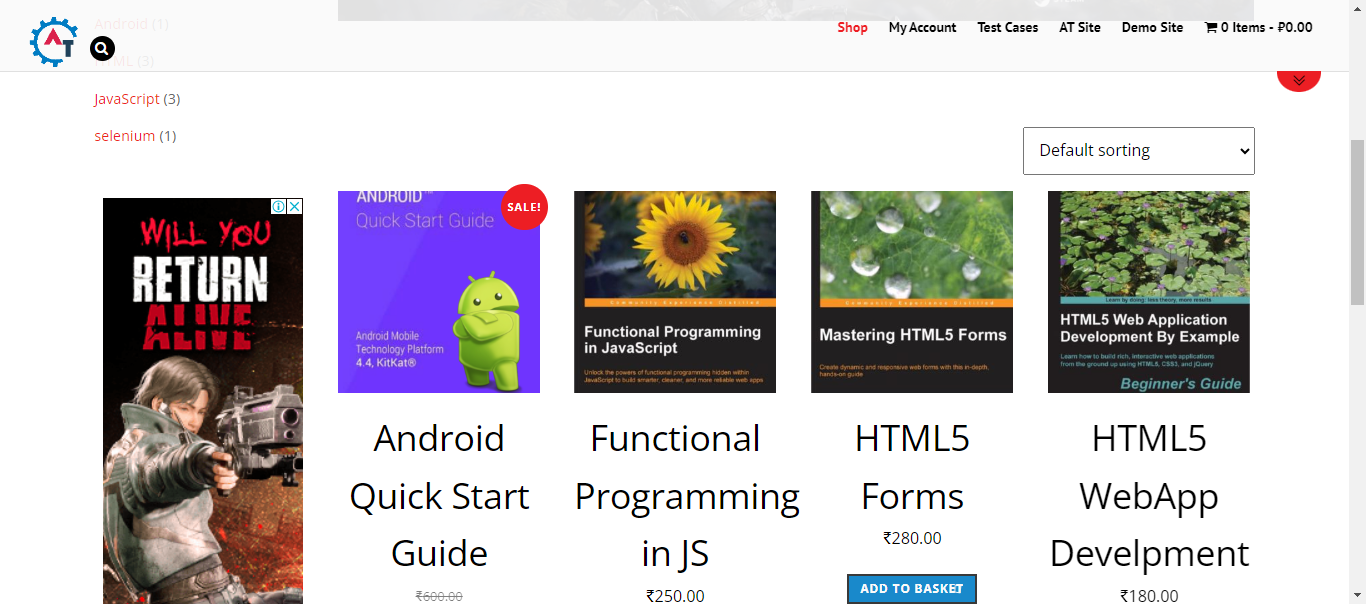 Android (1)
HTML (3)
JavaScript (3)
selenium (1)
AT
Shop
My Account
Test Cases
AT Site
Demo Site
0 Items - ₽0.00
Default sorting
WILL YOU
RETURN
ALIVE
ANDROID™
Quick Start Guide
Android Mobile
Technology Platform
4.4, KitKat®
SALE!
Android
Quick Start
Guide
₹600.00
Community Experience Distilled
Functional Programming
in JavaScript
Unlock the powers of functional programming hidden within
JavaScript to build smarter, cleaner, and more reliable web apps
Functional
Programming
in JS
₹250.00
Community Experience Distilled
Mastering HTML5 Forms
Create dynamic and responsive web forms with this in-depth,
hands-on guide
HTML5
Forms
₹280.00
ADD TO BASKET
Learn by doing: less theory, more results
HTML5 Web Application
Development By Example
Learn how to build rich, interactive web applications
from the ground up using HTML5, CSS3, and jQuery
Beginner's Guide
HTML5
WebApp
Develpment
₹180.00